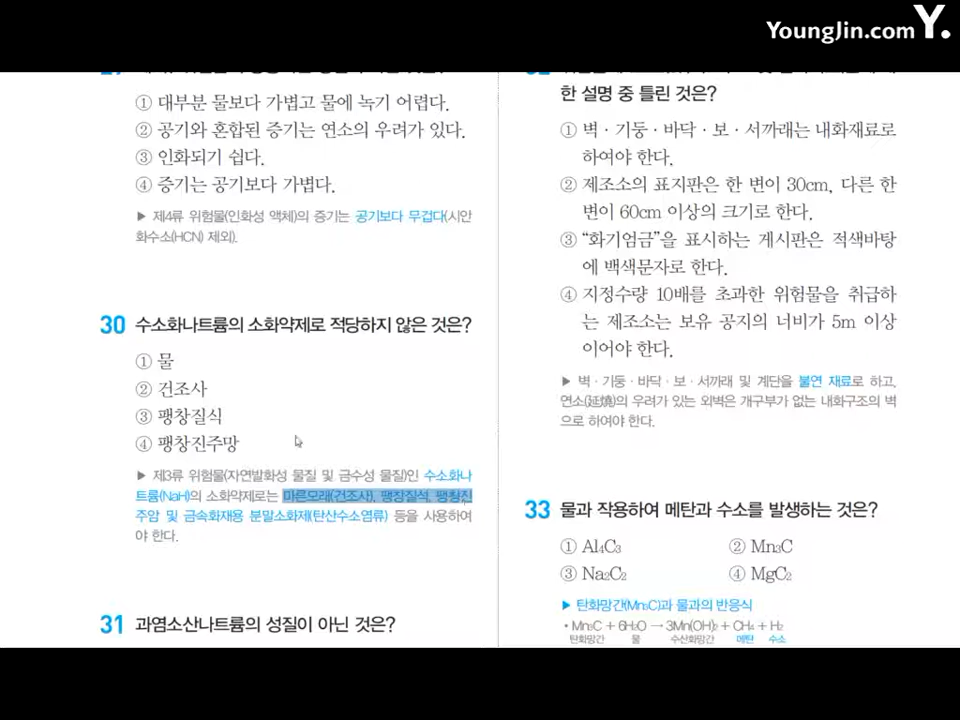 YoungJin.com Y.
① 대부분 물보다 가볍고 물에 녹기 어렵다.
② 공기와 혼합된 증기는 연소의 우려가 있다.
③ 인화되기 쉽다.
④ 증기는 공기보다 가볍다.
▶ 제4류 위험물(인화성 액체)의 증기는 공기보다 무겁다(시안
화수소(HCN) 제외).
30 수소화나트륨의 소화약제로 적당하지 않은 것은?
① 물
② 건조사
③ 팽창질식
④ 팽창진주망
▶ 제3류 위험물(자연발화성 물질 및 금수성 물질)인 수소화나
트륨(NaH)의 소화약제로는 마른모래(건조사), 팽창질석, 팽창진
주암 및 금속화재용 분말소화제(탄산수소염류) 등을 사용하여
야 한다.
31 과염소산나트륨의 성질이 아닌 것은?
한 설명 중 틀린 것은?
① 벽·기둥·바닥·보·서까래는 내화재료로
하여야 한다.
② 제조소의 표지판은 한 변이 30cm, 다른 한
변이 60cm 이상의 크기로 한다.
③ “화기엄금”을 표시하는 게시판은 적색바탕
에 백색문자로 한다.
④ 지정수량 10배를 초과한 위험물을 취급하
는 제조소는 보유 공지의 너비가 5m 이상
이어야 한다.
▶ 벽·기둥·바닥·보·서까래 및 계단을 불연 재료로 하고,
연소(延燒)의 우려가 있는 외벽은 개구부가 없는 내화구조의 벽
으로 하여야 한다.
33 물과 작용하여 메탄과 수소를 발생하는 것은?
① Al₄C₃ ② Mn₃C
③ Na₂C₂ ④ MgC₂
▶ 탄화망간(Mn₃C)과 물과의 반응식
• Mn₃C + 6H₂O → 3Mn(OH)₂ + CH₄ + H₂
탄화망간 물 수산화망간 메탄 수소